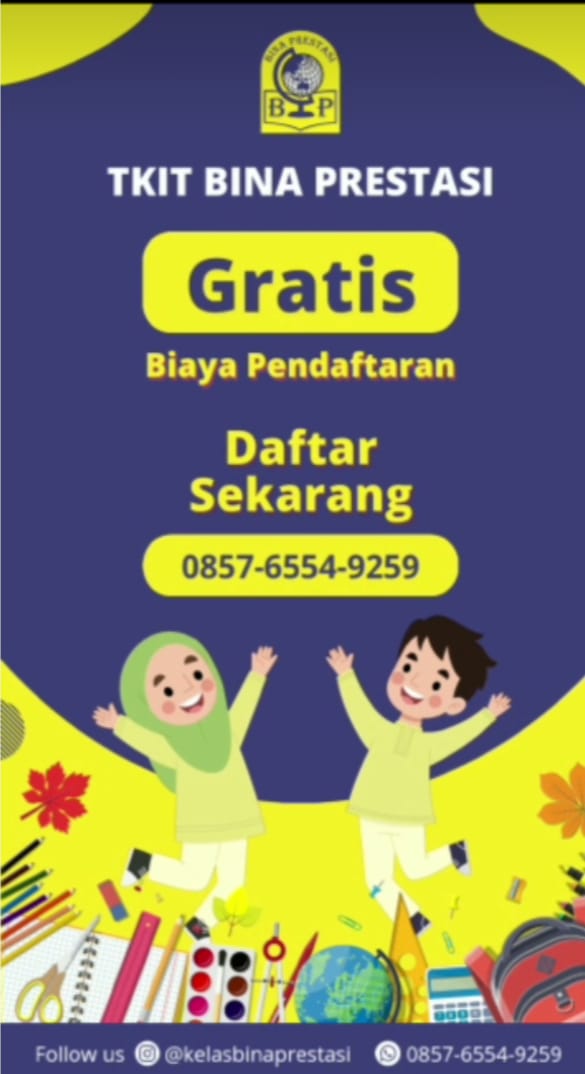 BINA PRESTASI
B P
TKIT BINA PRESTASI
Gratis
Biaya Pendaftaran
Daftar
Sekarang
0857-6554-9259
Follow us @kelasbinaprestasi 0857-6554-9259